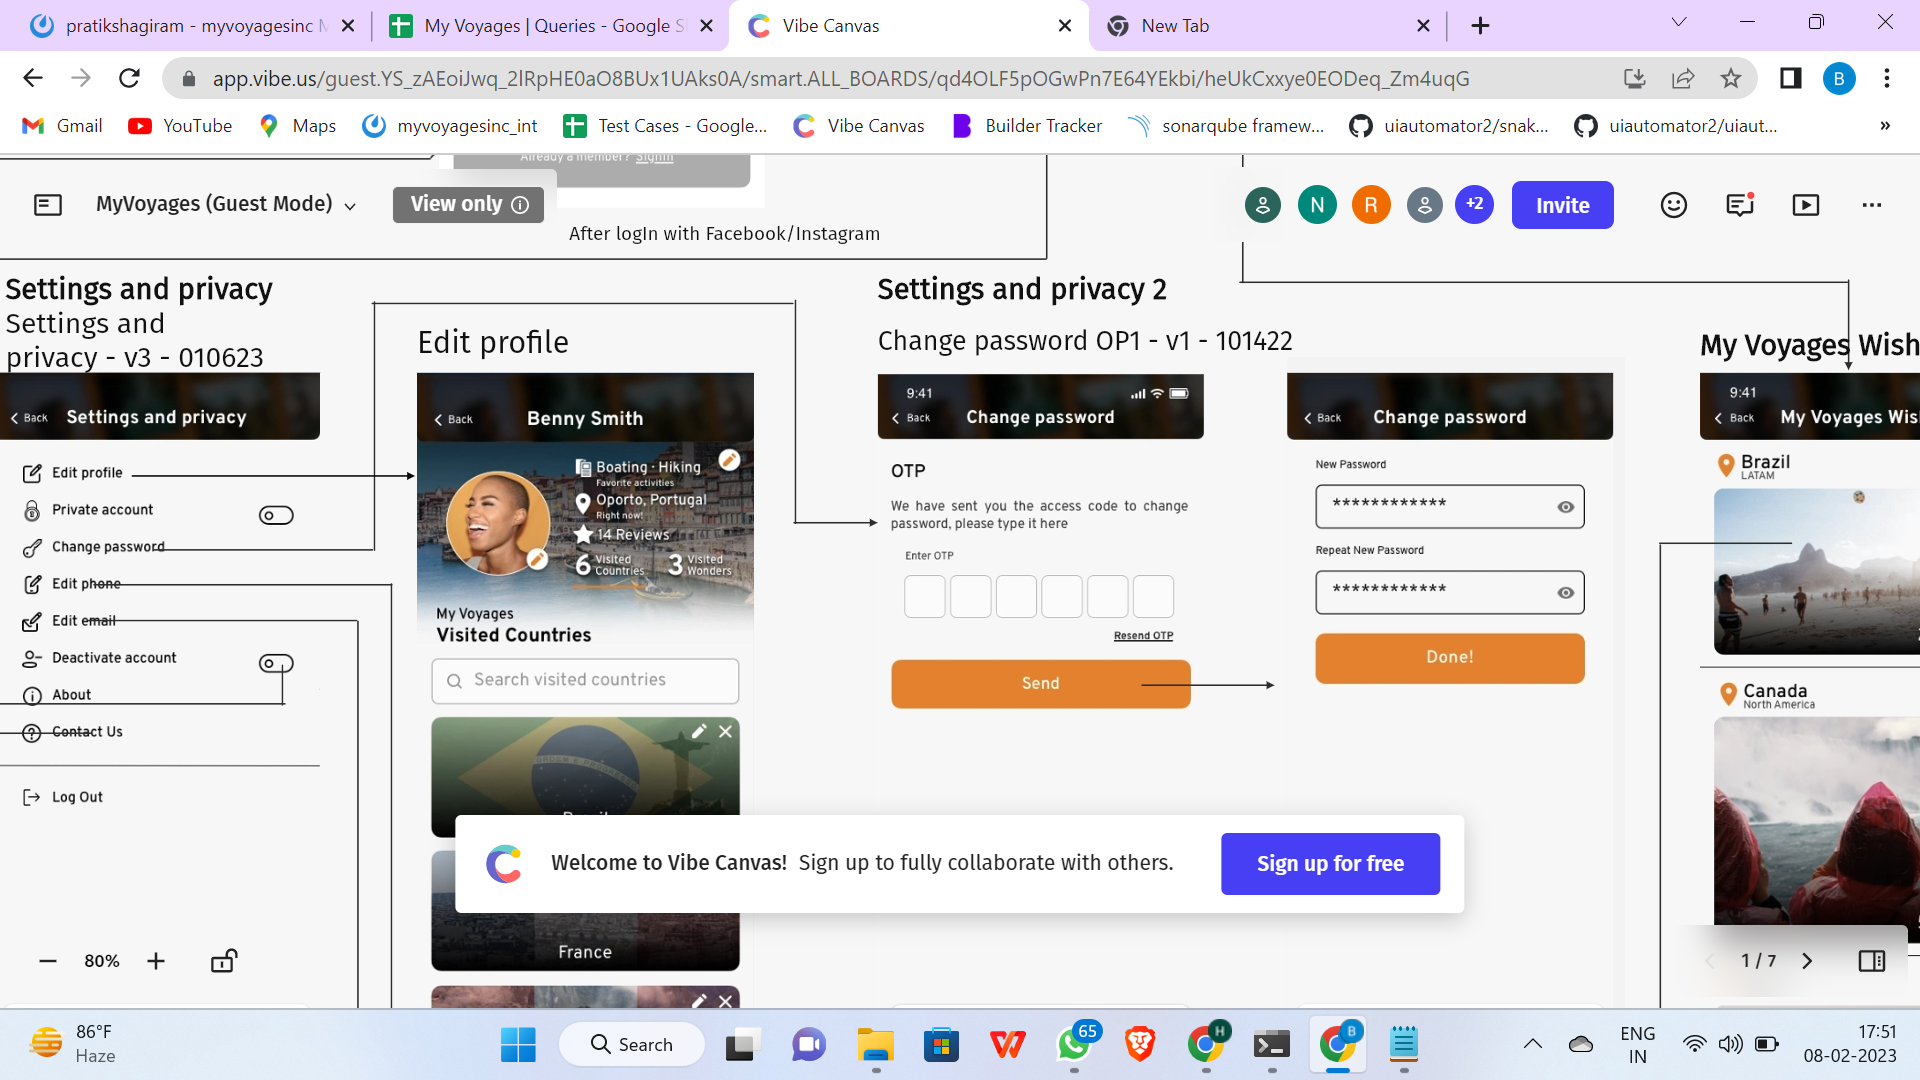 pratikshagiram - myvoyagesinc M
My Voyages | Queries - Google S
Vibe Canvas
New Tab
app.vibe.us/guest.YS_zAEoiJwq_2lRpHE0aO8BUx1UAks0A/smart.ALL_BOARDS/qd4OLF5pOGwPn7E64YEkbi/heUkCxxye0EODeq_Zm4uqG
B
Gmail
YouTube
Maps
myvoyagesinc_int
Test Cases - Google...
Vibe Canvas
Builder Tracker
sonarqube framew...
uiautomator2/snak...
uiautomator2/uiaut...
»
Already a member? SignIn
MyVoyages (Guest Mode)
View only
N
R
+2
Invite
After logIn with Facebook/Instagram
Settings and privacy
Settings and
privacy - v3 - 010623
Back
Settings and privacy
Edit profile
Private account
Change password
Edit phone
Edit email
Deactivate account
About
Contact Us
Log Out
Edit profile
Back
Benny Smith
Boating · Hiking
Favorite activities
Oporto, Portugal
Right now!
14 Reviews
6 Visited Countries
3 Visited Wonders
My Voyages
Visited Countries
Search visited countries
France
Settings and privacy 2
Change password OP1 - v1 - 101422
9:41
Back
Change password
OTP
We have sent you the access code to change
password, please type it here
Enter OTP
Resend OTP
Send
Back
Change password
New Password
************
Repeat New Password
************
Done!
My Voyages Wish
9:41
Back
My Voyages Wis
Brazil
LATAM
Canada
North America
Welcome to Vibe Canvas! Sign up to fully collaborate with others.
Sign up for free
80%
1 / 7
86°F
Haze
Search
65
H
B
ENG
IN
17:51
08-02-2023